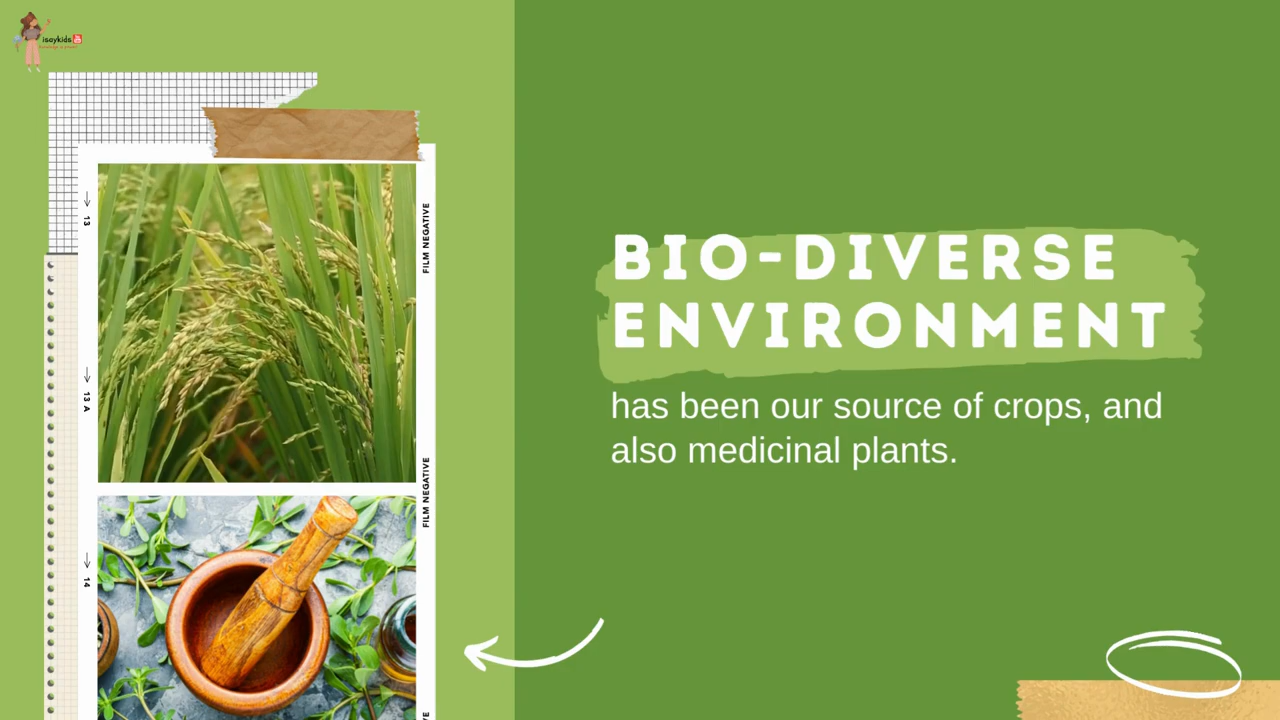 isaykids
13
FILM NEGATIVE
13 A
FILM NEGATIVE
14
BIO-DIVERSE
ENVIRONMENT
has been our source of crops, and
also medicinal plants.